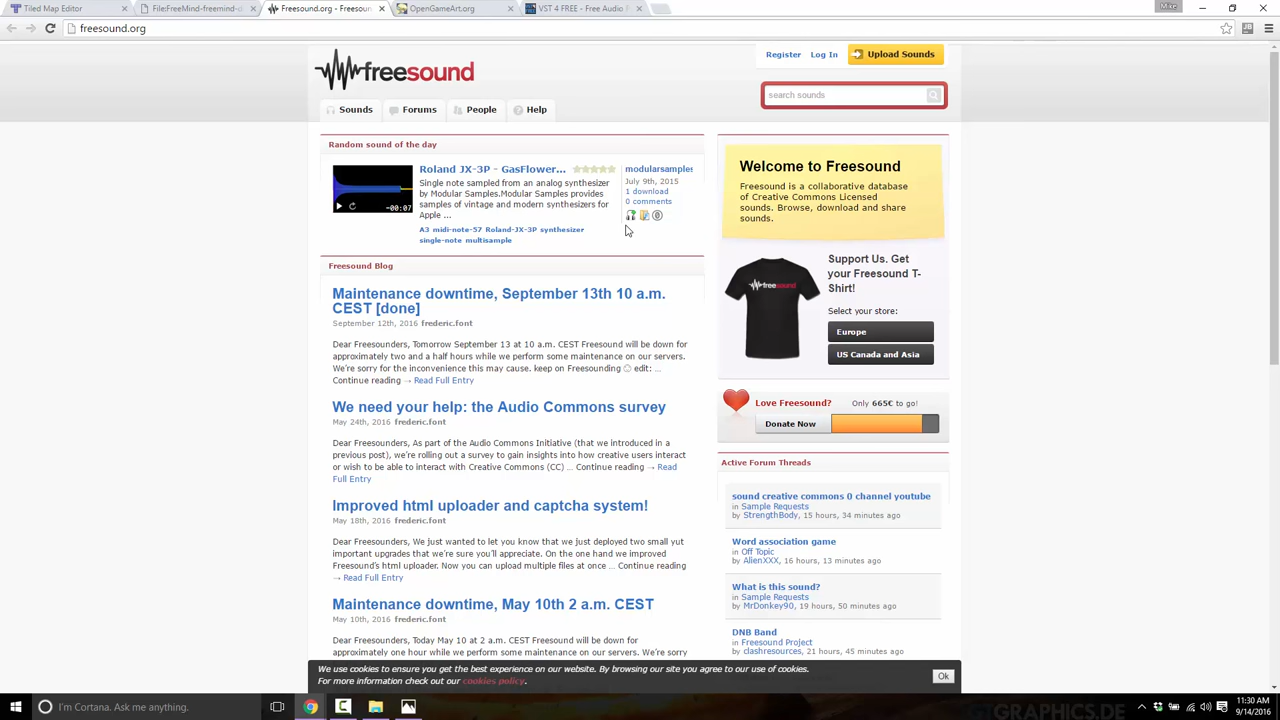 Tiled Map Editor
FileFreeMind-freemind-o
Freesound.org - Freesoun
OpenGameArt.org
VST 4 FREE - Free Audio P
Mike
freesound.org
freesound
Register
Log In
Upload Sounds
search sounds
Sounds
Forums
People
Help
Random sound of the day
Roland JX-3P - GasFlower...
Single note sampled from an analog synthesizer
by Modular Samples.Modular Samples provides
samples of vintage and modern synthesizers for
Apple ...
A3 midi-note-57 Roland-JX-3P synthesizer
single-note multisample
-00:07
modularsamples
July 9th, 2015
1 download
0 comments
Freesound Blog
Maintenance downtime, September 13th 10 a.m.
CEST [done]
September 12th, 2016 frederic.font
Dear Freesounders, Tomorrow September 13 at 10 a.m. CEST Freesound will be down for
approximately two and a half hours while we perform some maintenance on our servers.
We're sorry for the inconvenience this may cause. keep on Freesounding 🙂 edit: ...
Continue reading → Read Full Entry
We need your help: the Audio Commons survey
May 24th, 2016 frederic.font
Dear Freesounders, As part of the Audio Commons Initiative (that we introduced in a
previous post), we're rolling out a survey to gain insights into how creative users interact
or wish to be able to interact with Creative Commons (CC) ... Continue reading → Read
Full Entry
Improved html uploader and captcha system!
May 18th, 2016 frederic.font
Dear Freesounders, We just wanted to let you know that we just deployed two small yut
important upgrades that we're sure you'll appreciate. On the one hand we improved
Freesound's html uploader. Now you can upload multiple files at once ... Continue reading
→ Read Full Entry
Maintenance downtime, May 10th 2 a.m. CEST
May 10th, 2016 frederic.font
Dear Freesounders, Today May 10 at 2 a.m. CEST Freesound will be down for
approximately one hour while we perform some maintenance on our servers. We're sorry
Welcome to Freesound
Freesound is a collaborative database
of Creative Commons Licensed
sounds. Browse, download and share
sounds.
freesound
Support Us. Get
your Freesound T-
Shirt!
Select your store:
Europe
US Canada and Asia
Love Freesound?
Only 665€ to go!
Donate Now
Active Forum Threads
sound creative commons 0 channel youtube
in Sample Requests
by StrengthBody, 15 hours, 34 minutes ago
Word association game
in Off Topic
by AlienXXX, 16 hours, 13 minutes ago
What is this sound?
in Sample Requests
by MrDonkey90, 19 hours, 50 minutes ago
DNB Band
in Freesound Project
by clashresources, 21 hours, 45 minutes ago
We use cookies to ensure you get the best experience on our website. By browsing our site you agree to our use of cookies.
For more information check out our cookies policy.
Ok
I'm Cortana. Ask me anything.
GRAPHICS.DE
11:30 AM
9/14/2016